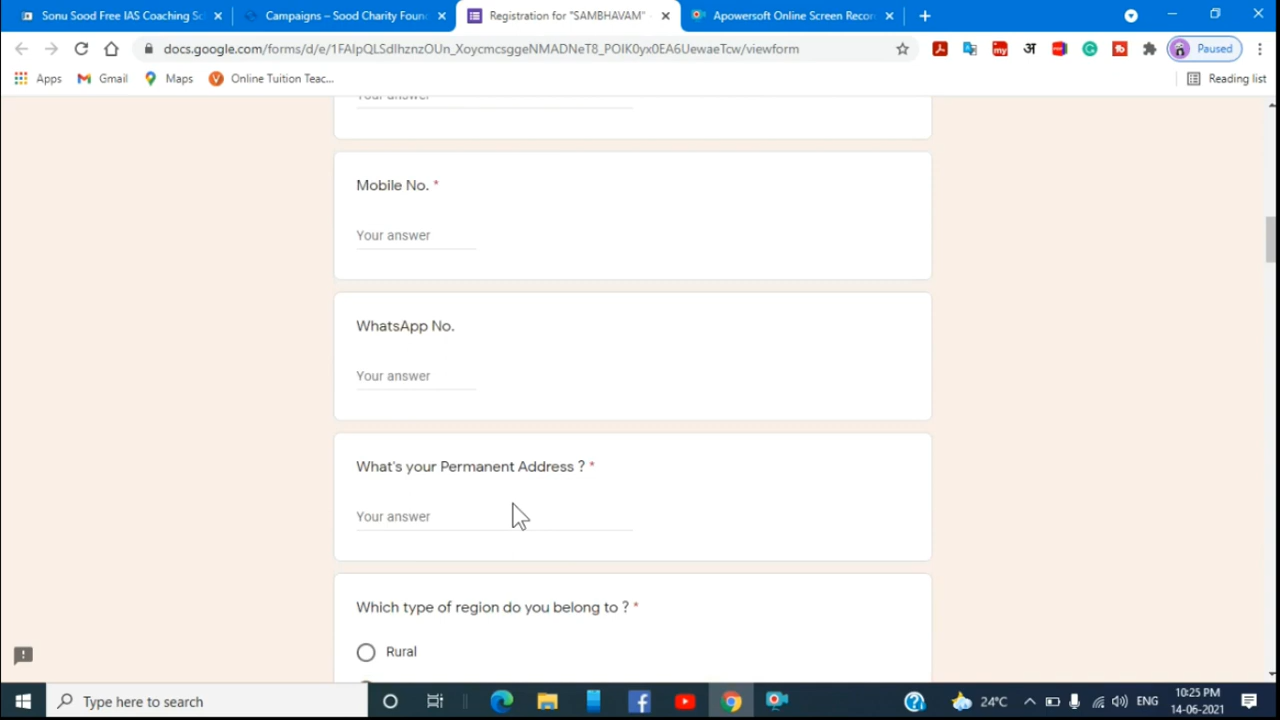 Sonu Sood Free IAS Coaching Sc
Campaigns – Sood Charity Foun
Registration for "SAMBHAVAM" -
Apowersoft Online Screen Recor
docs.google.com/forms/d/e/1FAIpQLSdIhznzOUn_XoycmcsggeNMADNeT8_POIK0yx0EA6UewaeTcw/viewform
Paused
Apps
Gmail
Maps
Online Tuition Teac...
Reading list
Your answer
Mobile No. *
Your answer
WhatsApp No.
Your answer
What's your Permanent Address ? *
Your answer
Which type of region do you belong to ? *
Rural
Type here to search
24°C
ENG
10:25 PM
14-06-2021